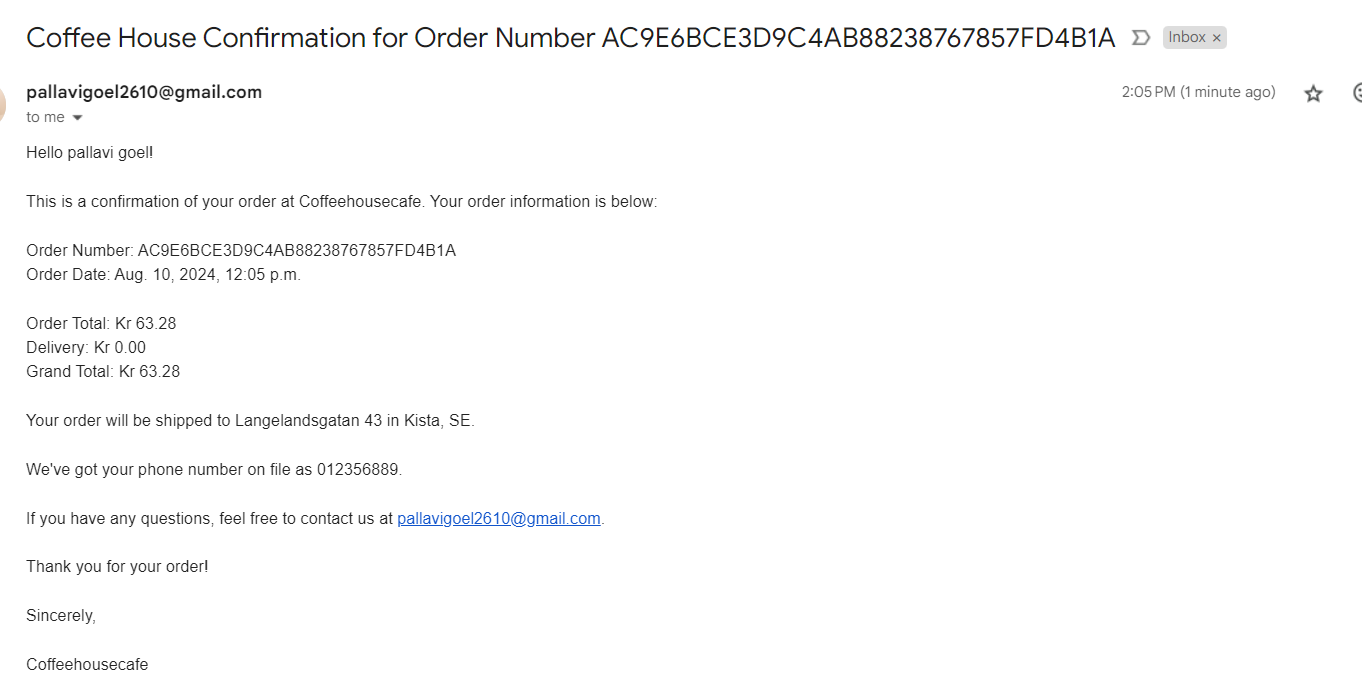 Coffee House Confirmation for Order Number AC9E6BCE3D9C4AB88238767857FD4B1A Inbox ×
pallavigoel2610@gmail.com 2:05 PM (1 minute ago)
to me
Hello pallavi goel!
This is a confirmation of your order at Coffeehousecafe. Your order information is below:
Order Number: AC9E6BCE3D9C4AB88238767857FD4B1A
Order Date: Aug. 10, 2024, 12:05 p.m.
Order Total: Kr 63.28
Delivery: Kr 0.00
Grand Total: Kr 63.28
Your order will be shipped to Langelandsgatan 43 in Kista, SE.
We've got your phone number on file as 012356889.
If you have any questions, feel free to contact us at pallavigoel2610@gmail.com.
Thank you for your order!
Sincerely,
Coffeehousecafe